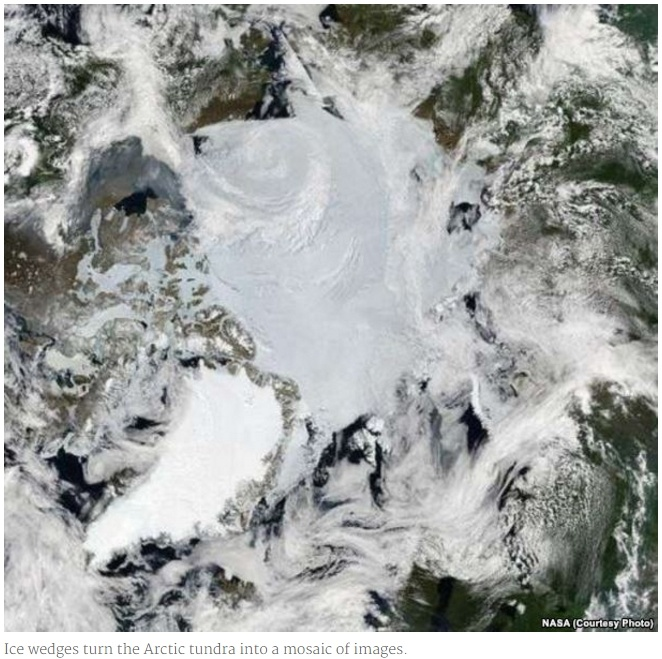 NASA (Courtesy Photo)
Ice wedges turn the Arctic tundra into a mosaic of images.